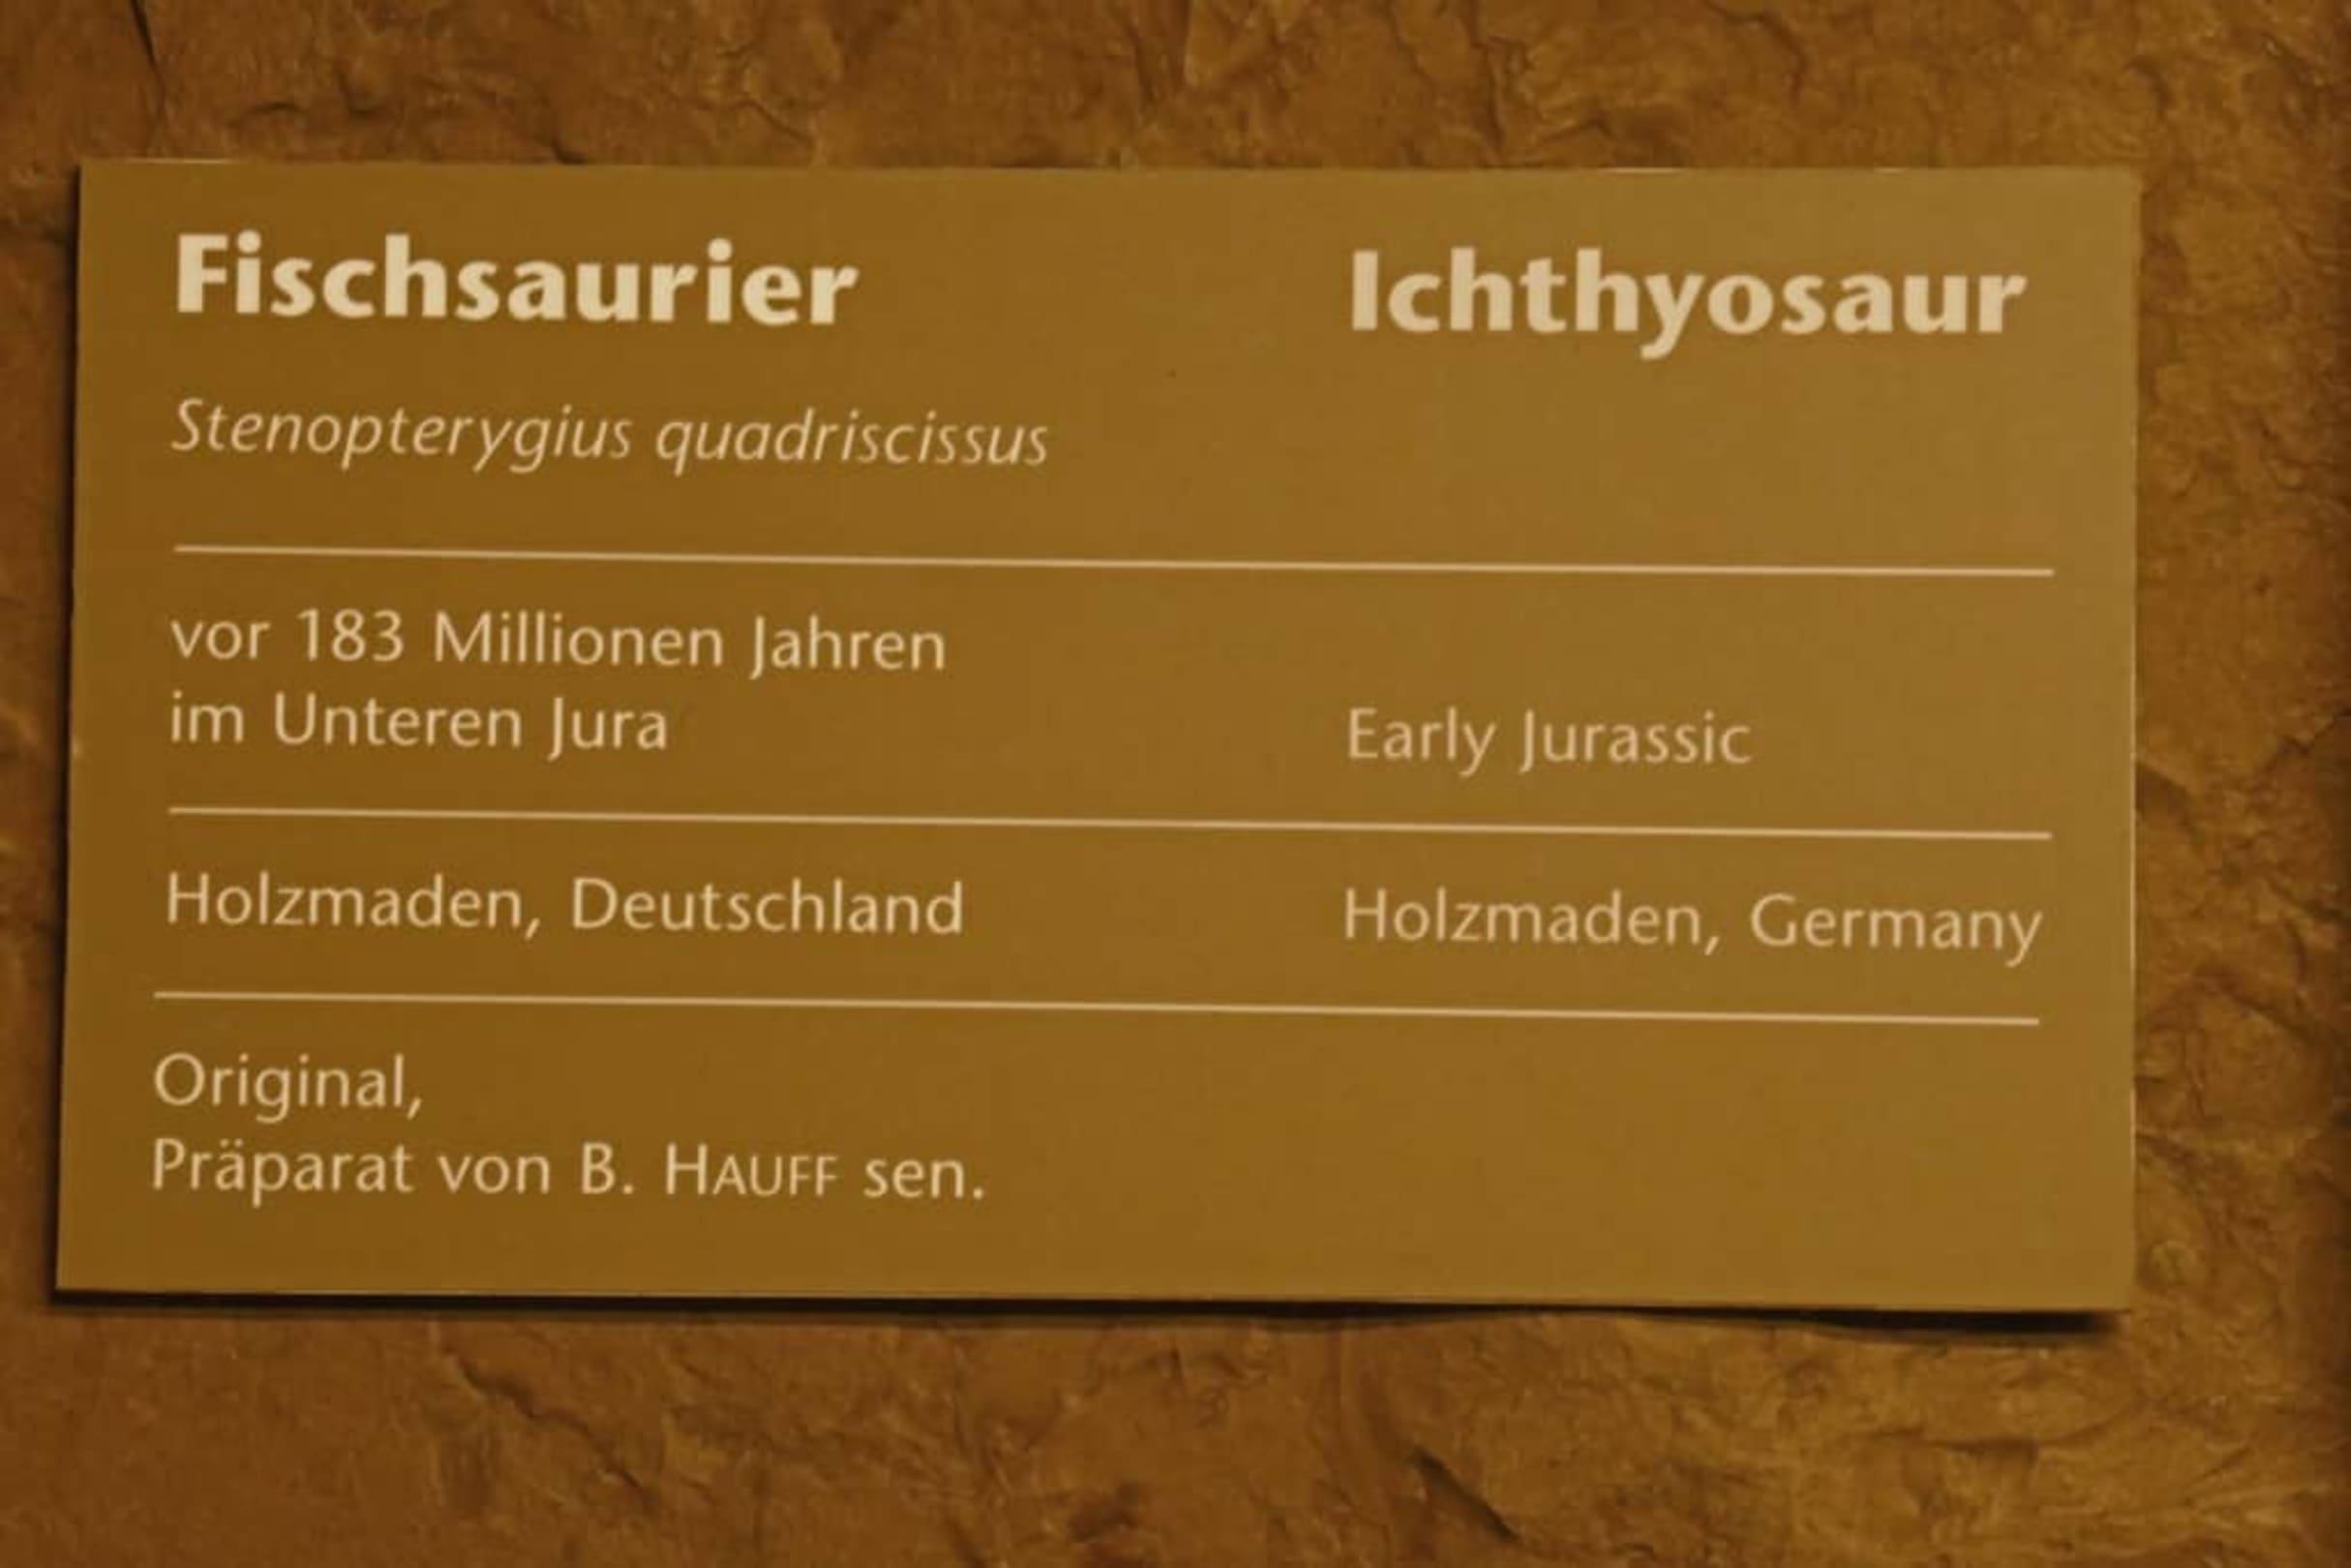 Fischsaurier
Ichthyosaur
Stenopterygius quadriscissus
vor 183 Millionen Jahren
im Unteren Jura
Early Jurassic
Holzmaden, Deutschland
Holzmaden, Germany
Original,
Präparat von B. HAUFF sen.